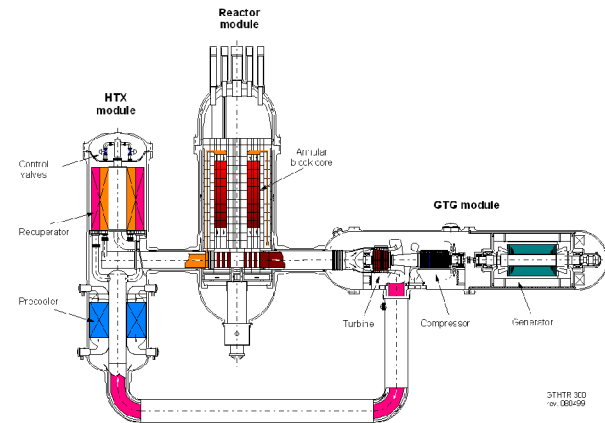 Reactor
module
HTX
module
Control
valves
Annular
block core
GTG module
Recuperator
Precooler
Turbine
Compressor
Generator
GTHTR 300
rev. 080499